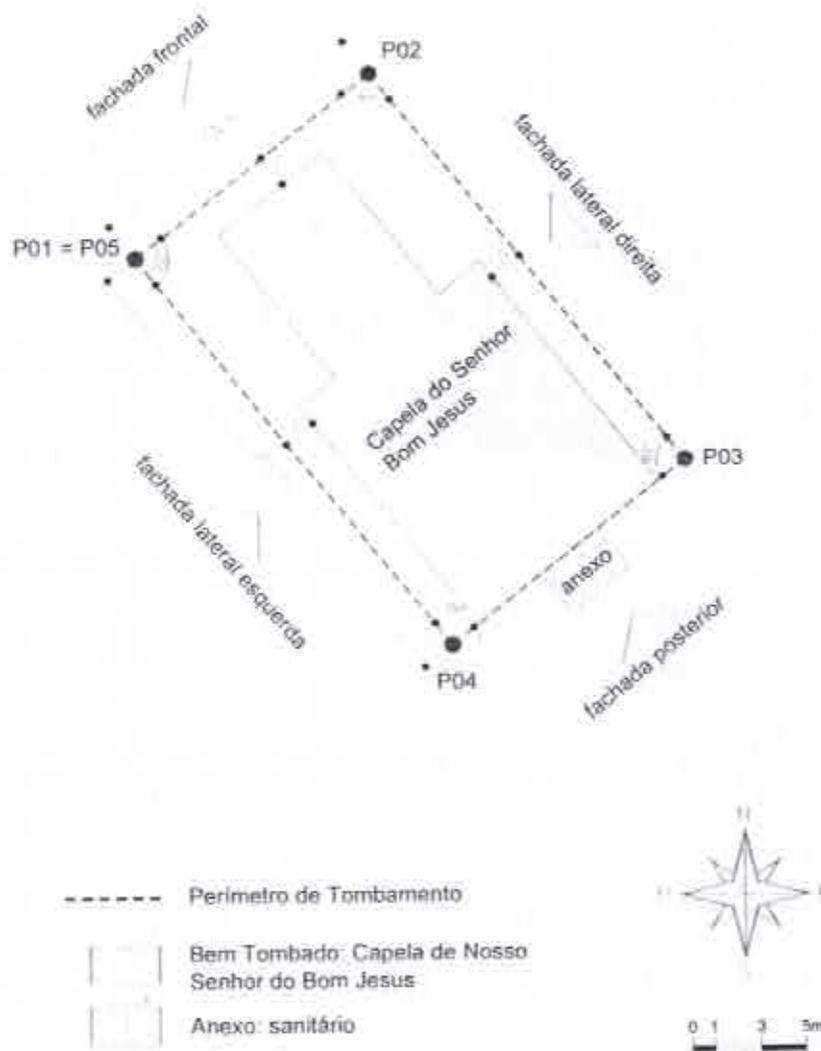 fachada frontal
P02
fachada lateral direita
P01 = P05
Capela do Senhor
Bom Jesus
P03
fachada lateral esquerda
anexo
fachada posterior
P04
N
Perímetro de Tombamento
Bem Tombado: Capela de Nosso
Senhor do Bom Jesus
Anexo: sanitário
0 1 3 5m